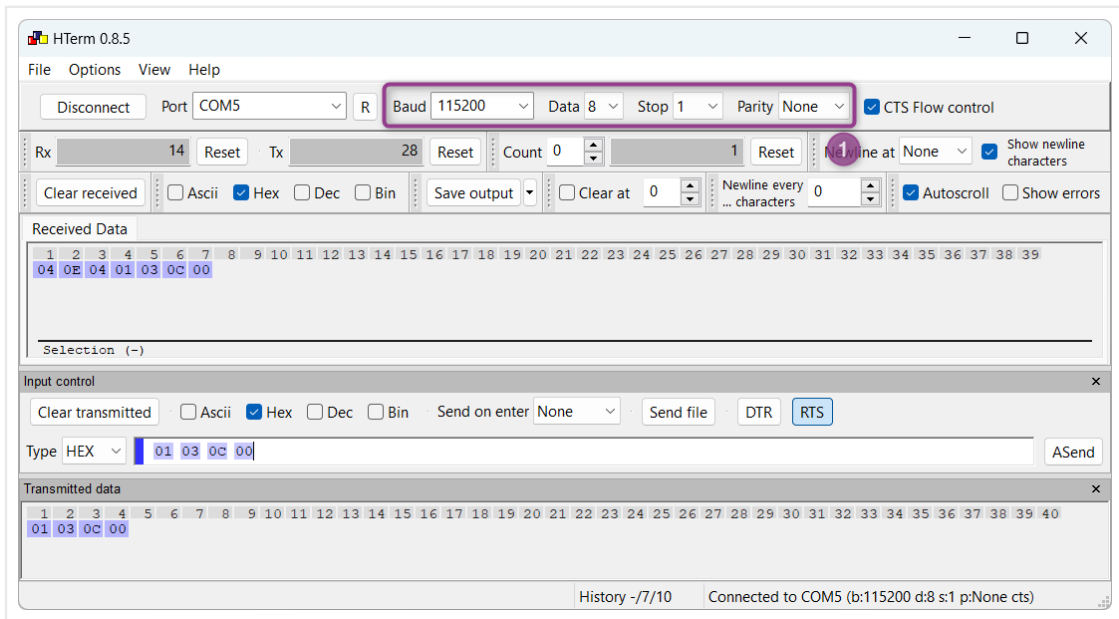 HTerm 0.8.5
File Options View Help
Disconnect Port COM5 R Baud 115200 Data 8 Stop 1 Parity None CTS Flow control
Rx 14 Reset Tx 28 Reset Count 0 1 Reset Newline at None Show newline characters
1
Clear received Ascii Hex Dec Bin Save output Clear at 0 Newline every ... characters 0 Autoscroll Show errors
Received Data
1 2 3 4 5 6 7 8 9 10 11 12 13 14 15 16 17 18 19 20 21 22 23 24 25 26 27 28 29 30 31 32 33 34 35 36 37 38 39
04 0E 04 01 03 0C 00
Selection (-)
Input control
Clear transmitted Ascii Hex Dec Bin Send on enter None Send file DTR RTS
Type HEX 01 03 0C 00 ASend
Transmitted data
1 2 3 4 5 6 7 8 9 10 11 12 13 14 15 16 17 18 19 20 21 22 23 24 25 26 27 28 29 30 31 32 33 34 35 36 37 38 39 40
01 03 0C 00
History -/7/10 Connected to COM5 (b:115200 d:8 s:1 p:None cts)